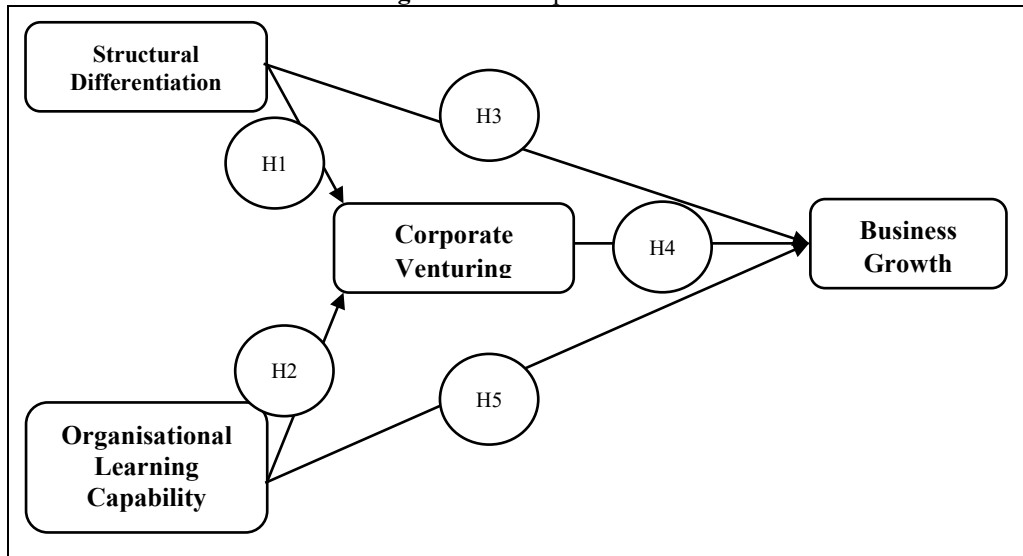 Structural
Differentiation
H3
H1
Corporate
Venturing
H4
Business
Growth
H2
H5
Organisational
Learning
Capability